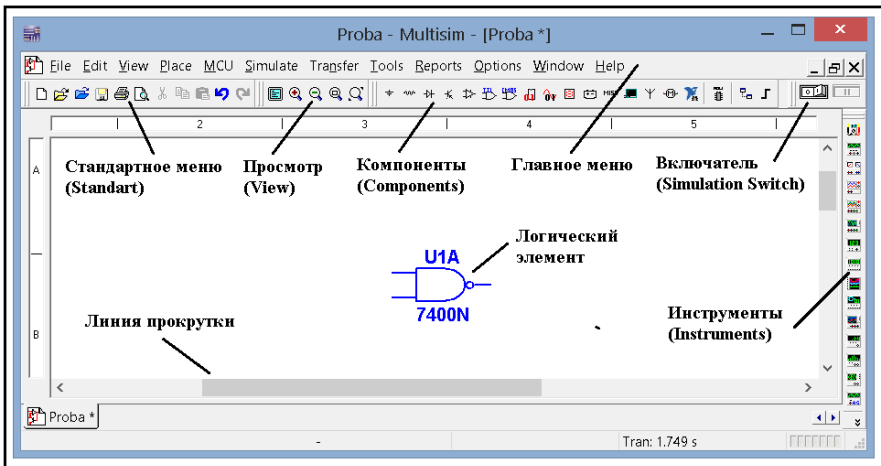 Proba - Multisim - [Proba *]
File Edit View Place MCU Simulate Transfer Tools Reports Options Window Help
2 3 4 5
A
Стандартное меню
(Standart)
Просмотр
(View)
Компоненты
(Components)
Главное меню
Включатель
(Simulation Switch)
Логический
элемент
U1A
7400N
Линия прокрутки
Инструменты
(Instruments)
B
Proba *
-
Tran: 1.749 s